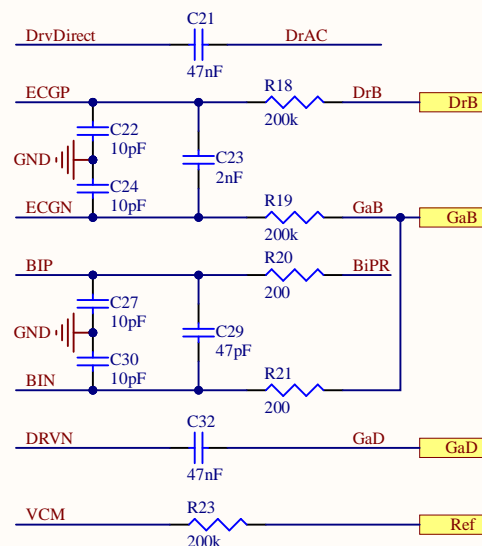 C21
DrvDirect DrAC
47nF
ECGP R18 DrB DrB
C22 200k
10pF C23
GND 2nF
C24
10pF R19
ECGN GaB GaB
200k
BIP R20 BiPR
C27 200
10pF C29
GND 47pF
C30
10pF R21
BIN
200
DRVN C32 GaD GaD
47nF
VCM R23 Ref
200k